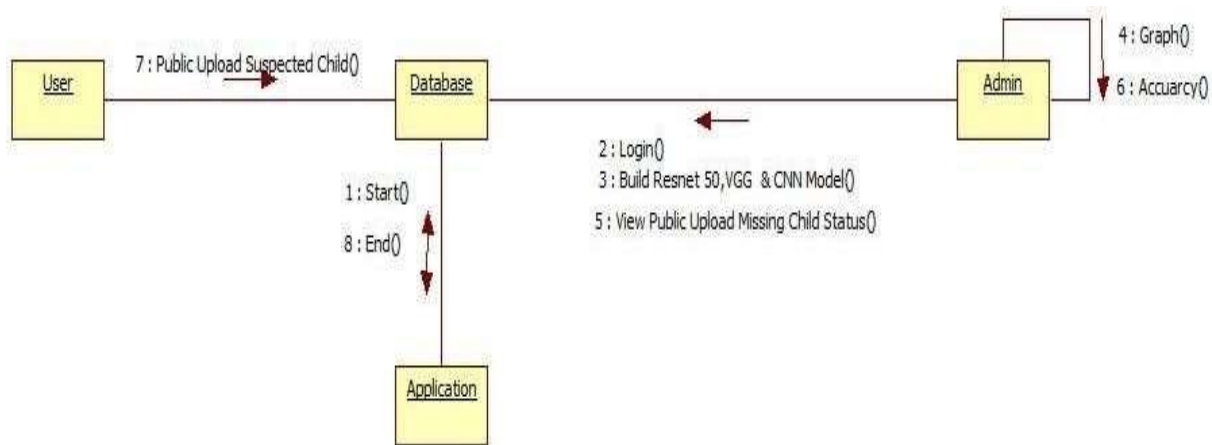 7 : Public Upload Suspected Child()
User
Database
Admin
4 : Graph()
6 : Accuarcy()
2 : Login()
3 : Build Resnet 50,VGG & CNN Model()
5 : View Public Upload Missing Child Status()
1 : Start()
8 : End()
Application